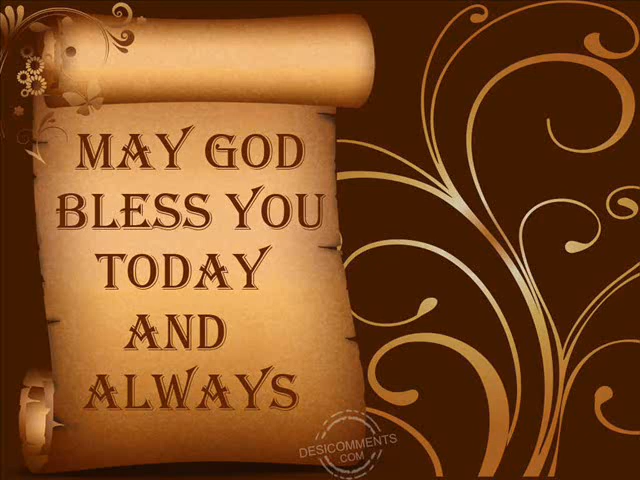 MAY GOD
BLESS YOU
TODAY
AND
ALWAYS
DESICOMMENTS
COM